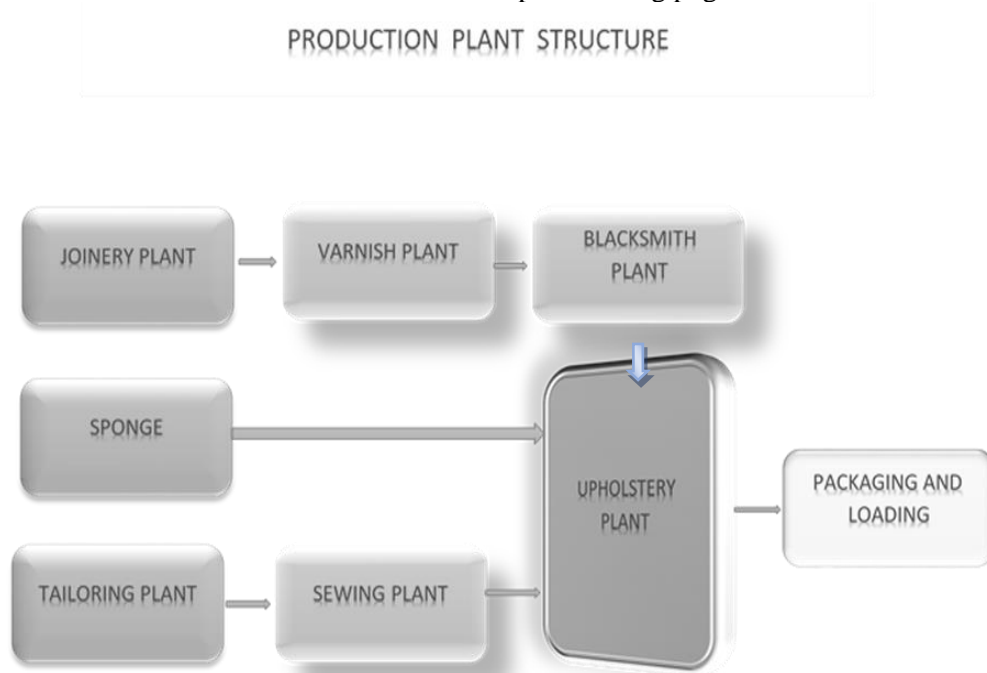 PRODUCTION PLANT STRUCTURE
JOINERY PLANT
VARNISH PLANT
BLACKSMITH
PLANT
SPONGE
UPHOLSTERY
PLANT
PACKAGING AND
LOADING
TAILORING PLANT
SEWING PLANT